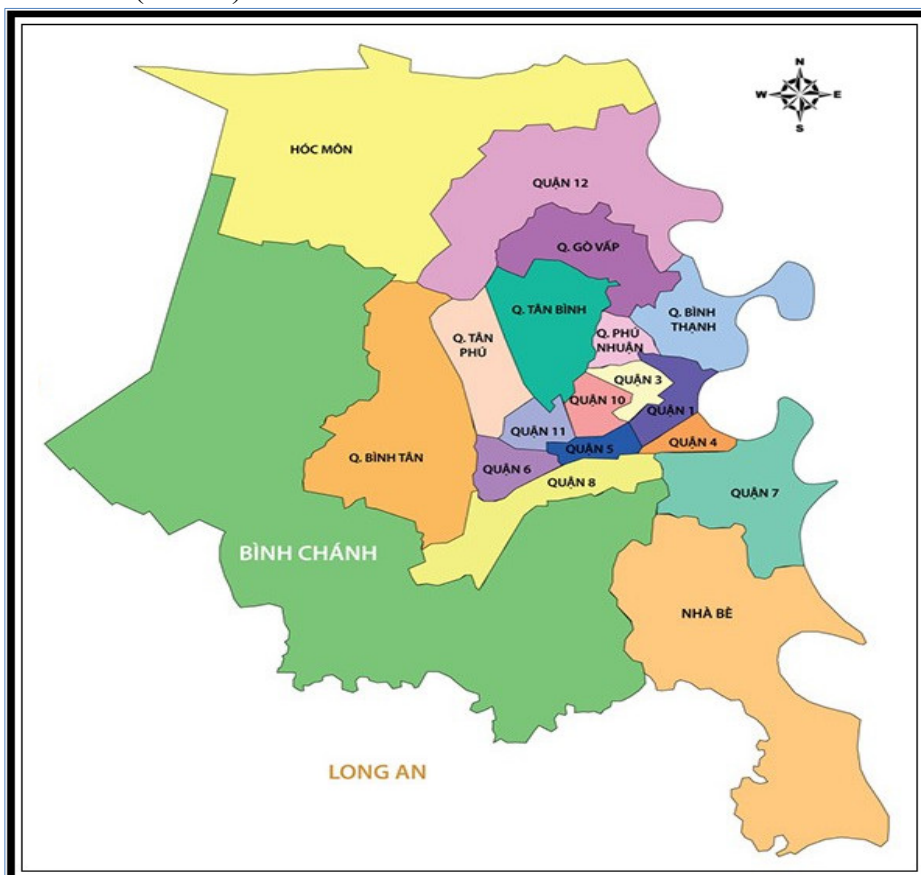 N
W E
S
HÓC MÔN
QUẬN 12
Q. GÒ VẤP
Q. TÂN BÌNH
Q. BÌNH
THẠNH
Q. TÂN
PHÚ
Q. PHÚ
NHUẬN
QUẬN 3
QUẬN 10
QUẬN 1
QUẬN 11
QUẬN 4
QUẬN 5
Q. BÌNH TÂN
QUẬN 6
QUẬN 8
QUẬN 7
BÌNH CHÁNH
NHÀ BÈ
LONG AN